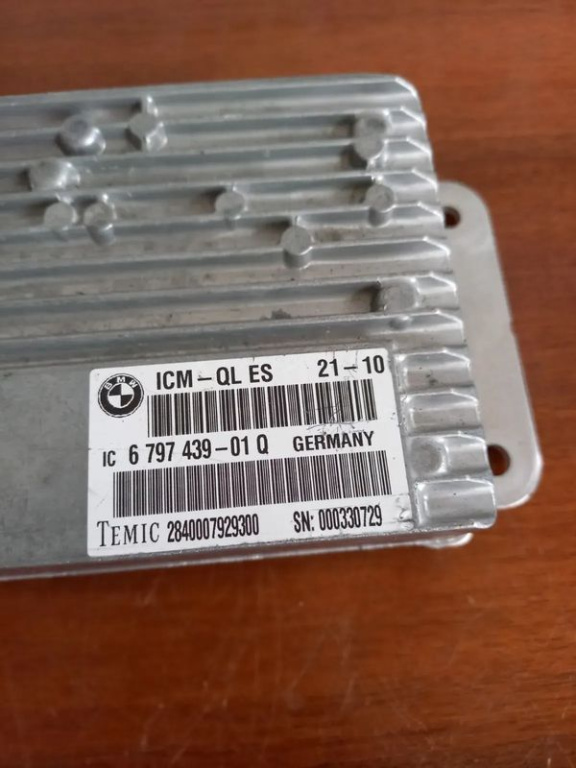 BMW
ICM-QL ES 21-10
IC 6 797 439-01 Q GERMANY
TEMIC 2840007929300 SN: 000330729